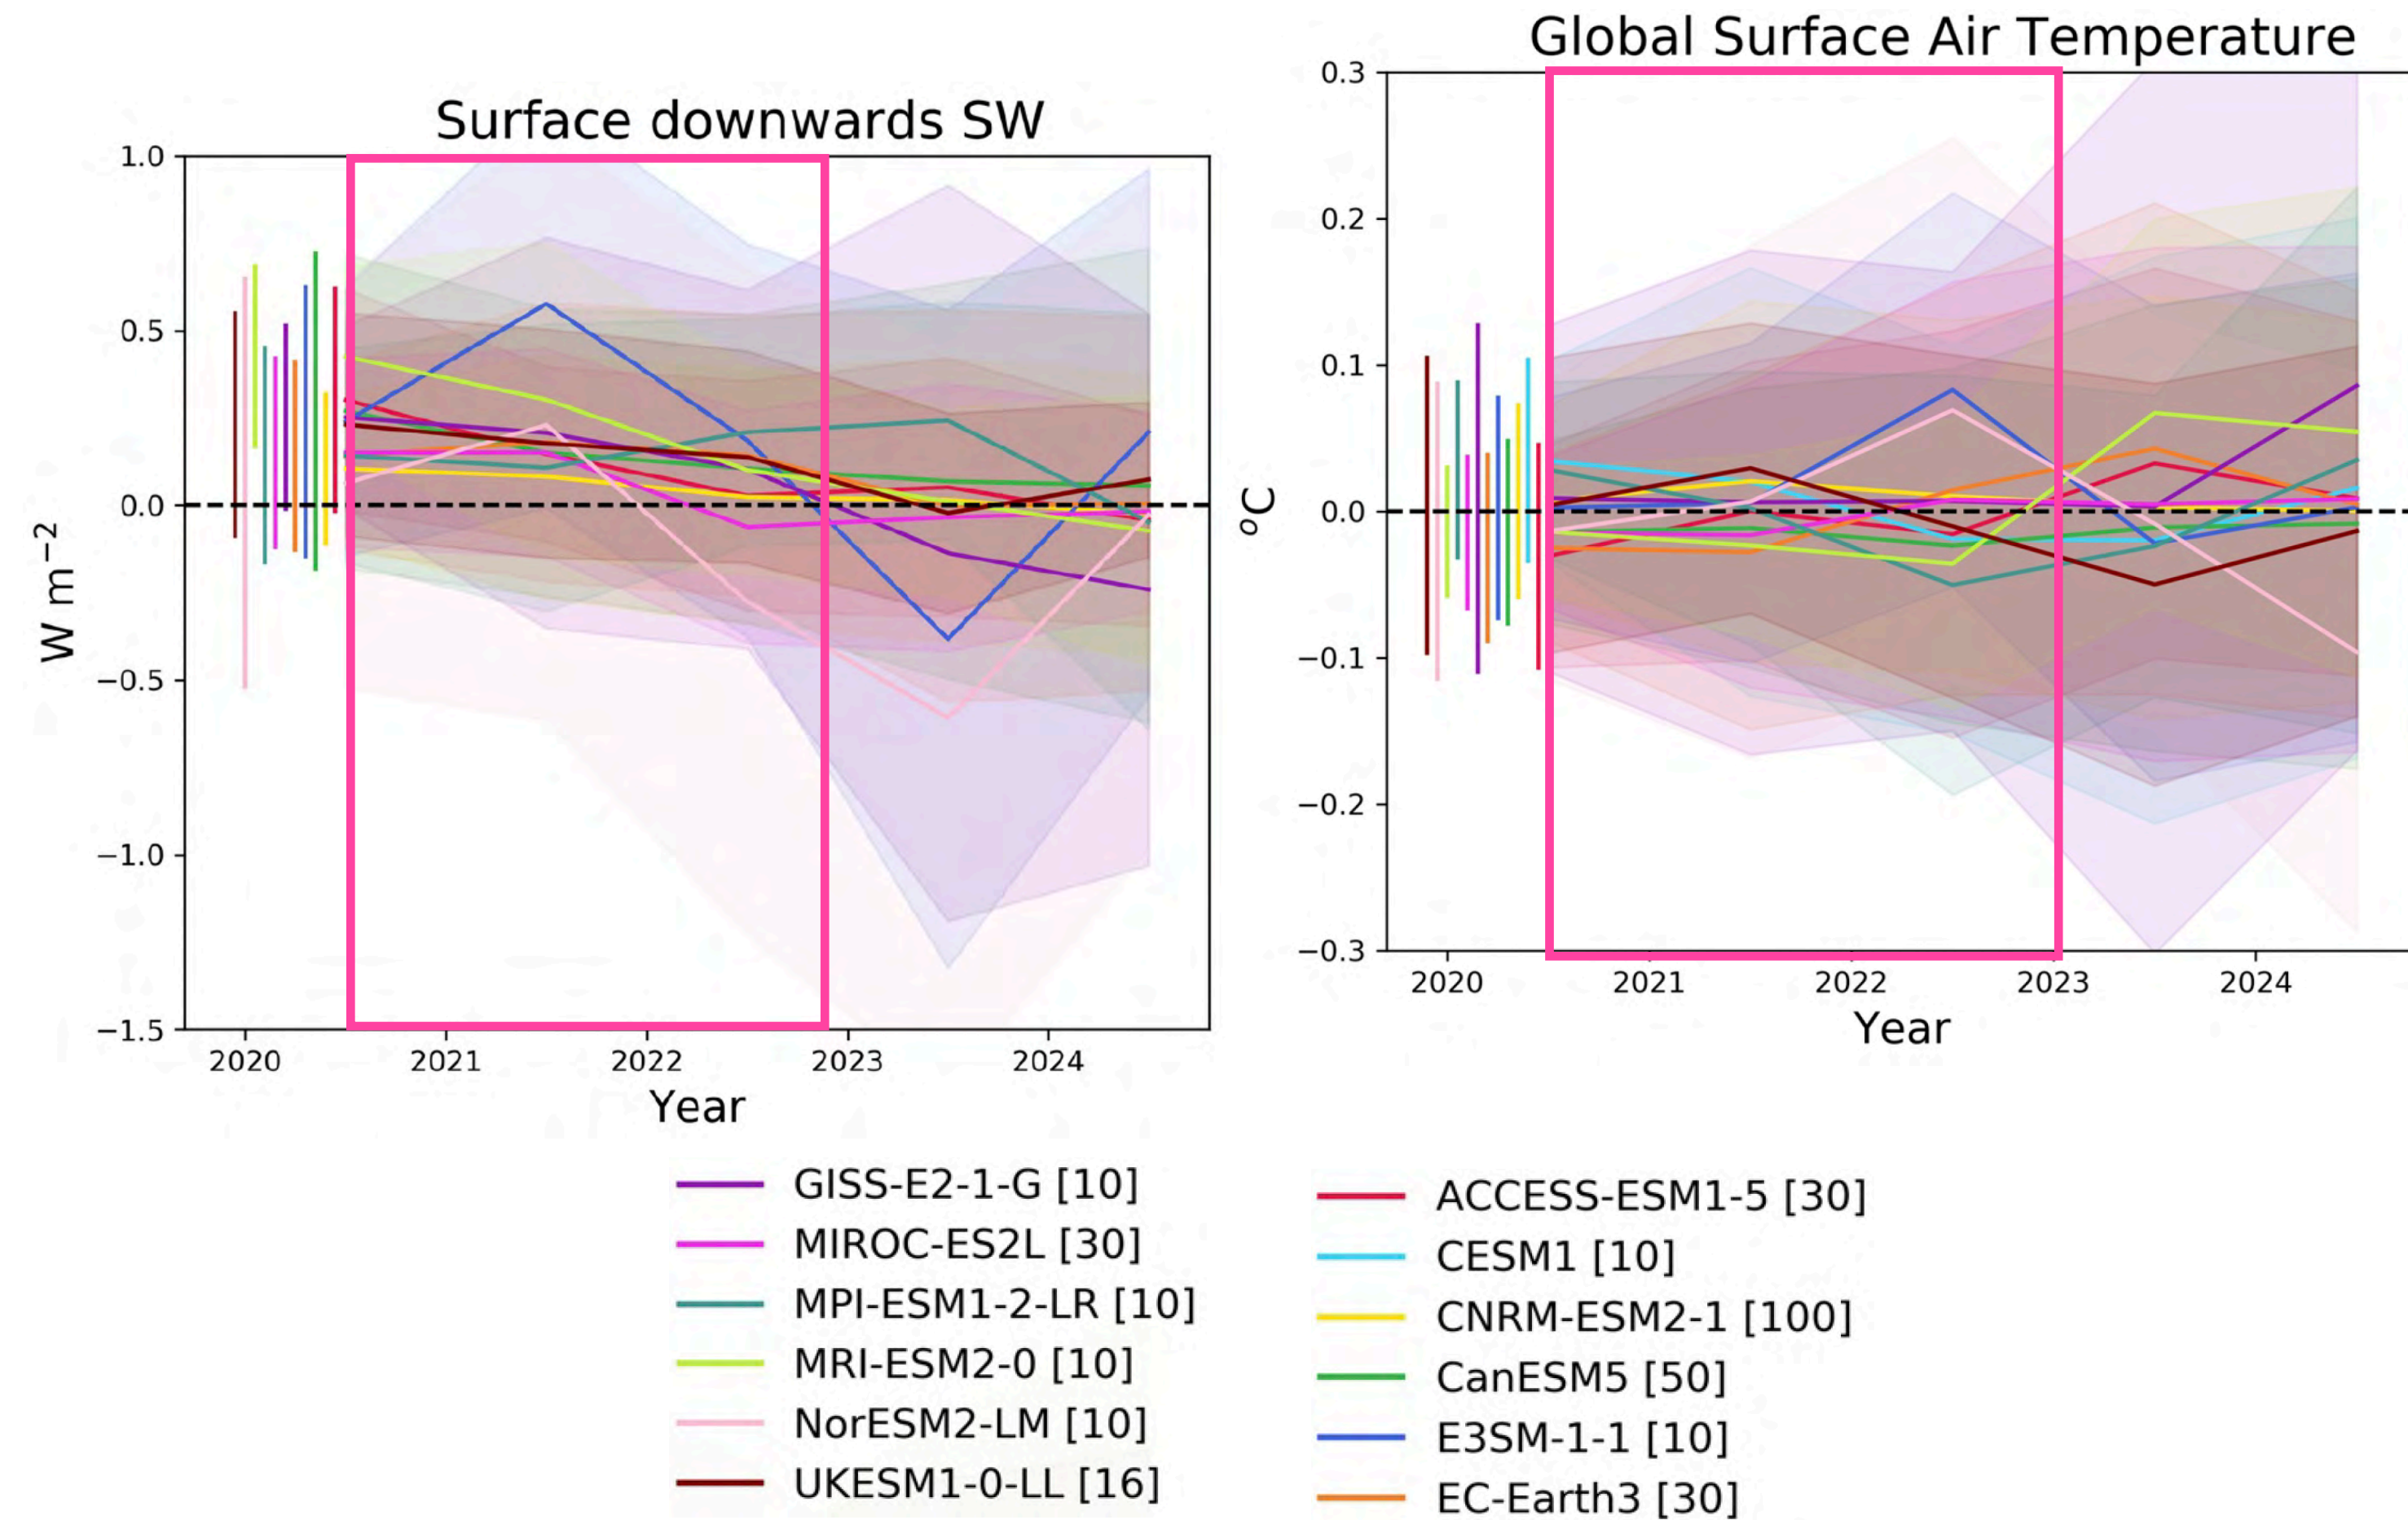 Surface downwards SW
1.0
0.5
0.0
−0.5
−1.0
−1.5
W m−2
2020 2021 2022 2023 2024
Year
Global Surface Air Temperature
0.3
0.2
0.1
0.0
−0.1
−0.2
−0.3
oC
2020 2021 2022 2023 2024
Year
GISS-E2-1-G [10]
MIROC-ES2L [30]
MPI-ESM1-2-LR [10]
MRI-ESM2-0 [10]
NorESM2-LM [10]
UKESM1-0-LL [16]
ACCESS-ESM1-5 [30]
CESM1 [10]
CNRM-ESM2-1 [100]
CanESM5 [50]
E3SM-1-1 [10]
EC-Earth3 [30]